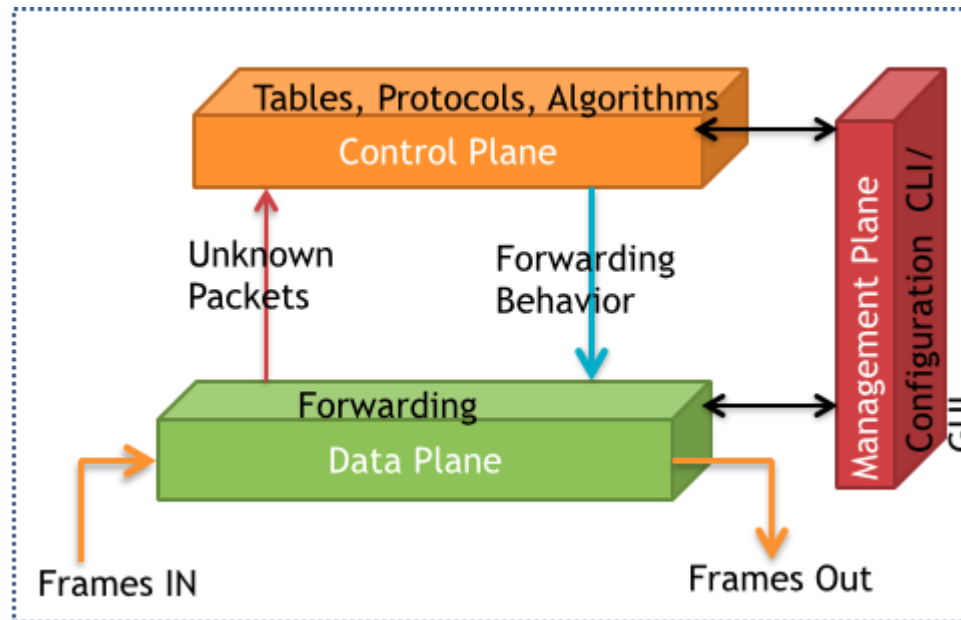 Tables, Protocols, Algorithms
Control Plane
Unknown
Packets
Forwarding
Behavior
Management Plane
Configuration CLI/
GUI
Forwarding
Data Plane
Frames IN
Frames Out